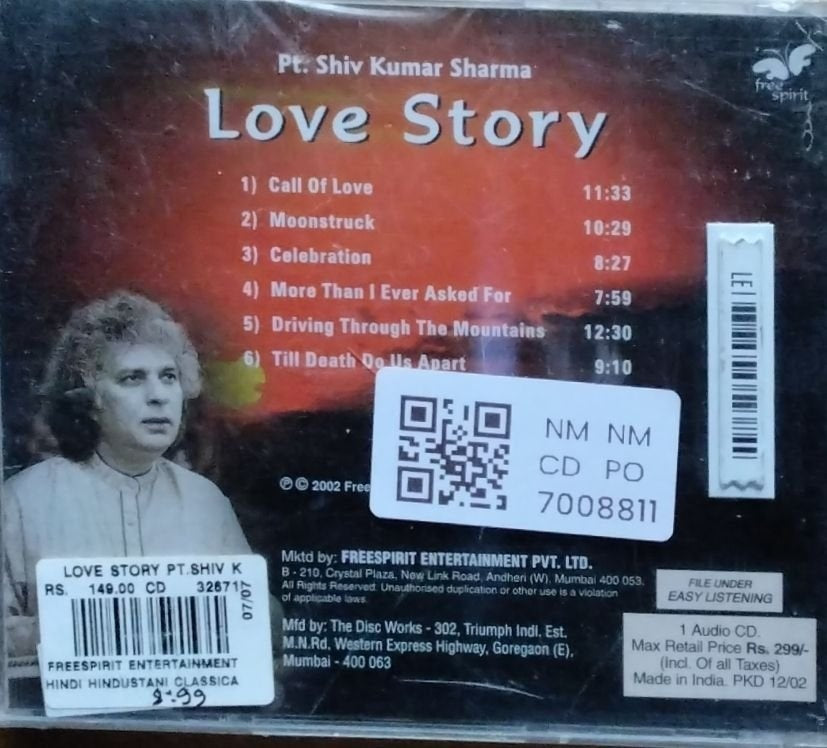 Pt. Shiv Kumar Sharma
free spirit
Love Story
1) Call Of Love 11:33
2) Moonstruck 10:29
3) Celebration 8:27
4) More Than I Ever Asked For 7:59
5) Driving Through The Mountains 12:30
6) Till Death Do Us Apart 9:10
LE
NM NM
CD PO
7008811
℗ © 2002 Free
Mktd by: FREESPIRIT ENTERTAINMENT PVT. LTD.
B - 210, Crystal Plaza, New Link Road, Andheri (W). Mumbai 400 053.
All Rights Reserved. Unauthorised duplication or other use is a violation
of applicable laws.
Mfd by: The Disc Works - 302, Triumph Indl. Est.
M.N.Rd. Western Express Highway, Goregaon (E),
Mumbai - 400 063
FILE UNDER
EASY LISTENING
1 Audio CD.
Max Retail Price Rs. 299/-
(Incl. Of all Taxes)
Made in India. PKD 12/02
LOVE STORY PT.SHIV K
RS. 149.00 CD 326717
07/07
FREESPIRIT ENTERTAINMENT
HINDI HINDUSTANI CLASSICA